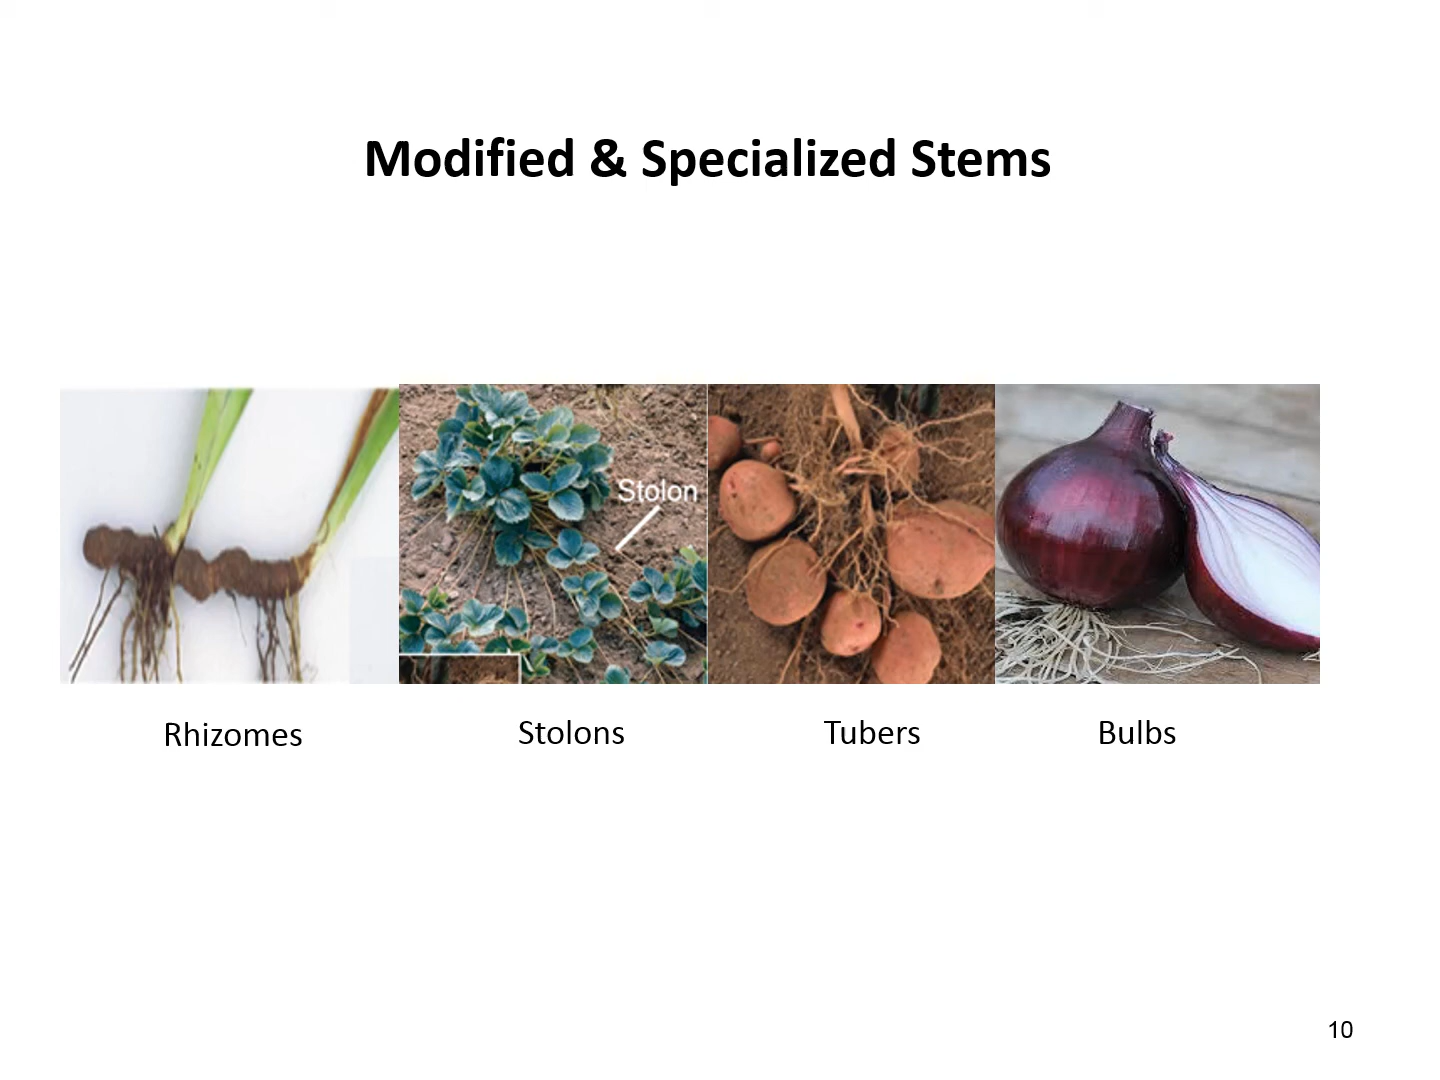 Modified & Specialized Stems
Stolon
Rhizomes
Stolons
Tubers
Bulbs
10